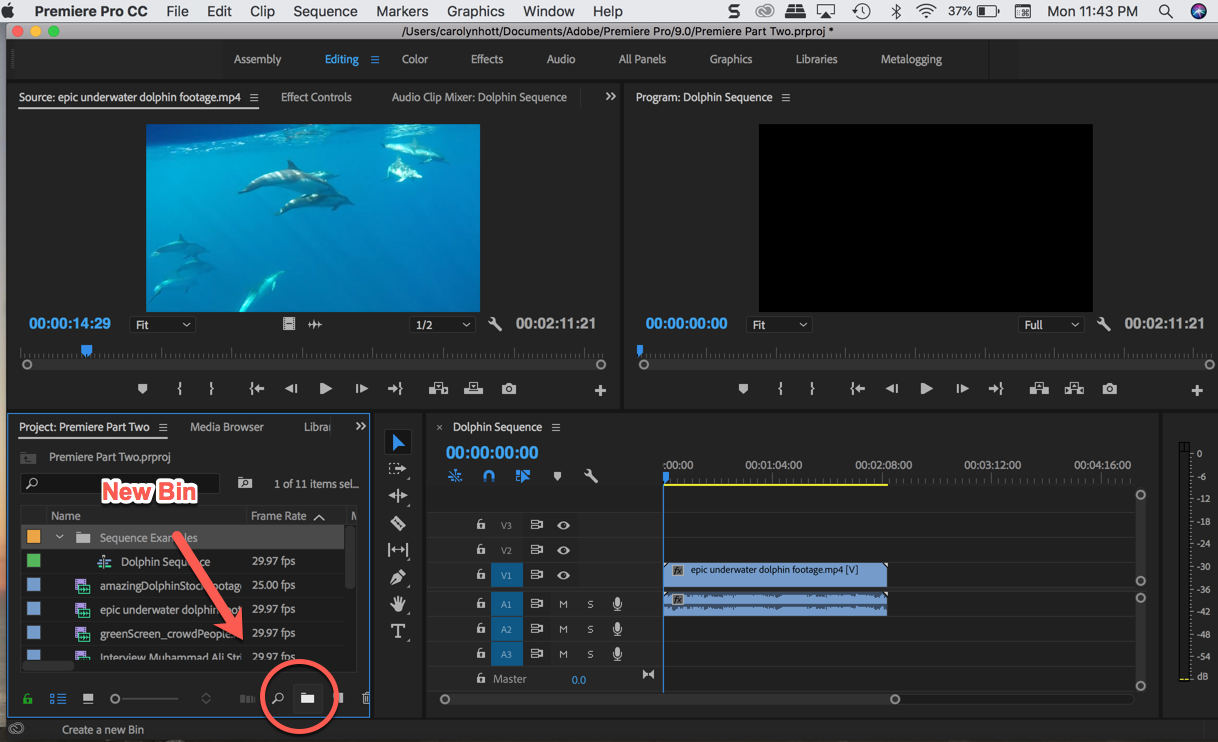 Premiere Pro CC File Edit Clip Sequence Markers Graphics Window Help 37% Mon 11:43 PM
/Users/carolynhott/Documents/Adobe/Premiere Pro/9.0/Premiere Part Two.prproj *
Assembly Editing Color Effects Audio All Panels Graphics Libraries Metalogging
Source: epic underwater dolphin footage.mp4 Effect Controls Audio Clip Mixer: Dolphin Sequence
Program: Dolphin Sequence
00:00:14:29 Fit 1/2 00:02:11:21
00:00:00:00 Fit Full 00:02:11:21
Project: Premiere Part Two Media Browser Librar
Premiere Part Two.prproj
1 of 11 items sel...
New Bin
Name Frame Rate
Sequence Examples
Dolphin Sequence 29.97 fps
amazingDolphinStockFootage 25.00 fps
epic underwater dolphin foot 29.97 fps
greenScreen_crowdPeople. 29.97 fps
Interview Muhammad Ali Stri 29.97 fps
Create a new Bin
× Dolphin Sequence
00:00:00:00
:00:00 00:01:04:00 00:02:08:00 00:03:12:00 00:04:16:00
V3
V2
V1 fx epic underwater dolphin footage.mp4 [V]
A1 M S fx
A2 M S
A3 M S
Master 0.0
0
-6
-12
-18
-24
-30
-36
-42
-48
-54
dB